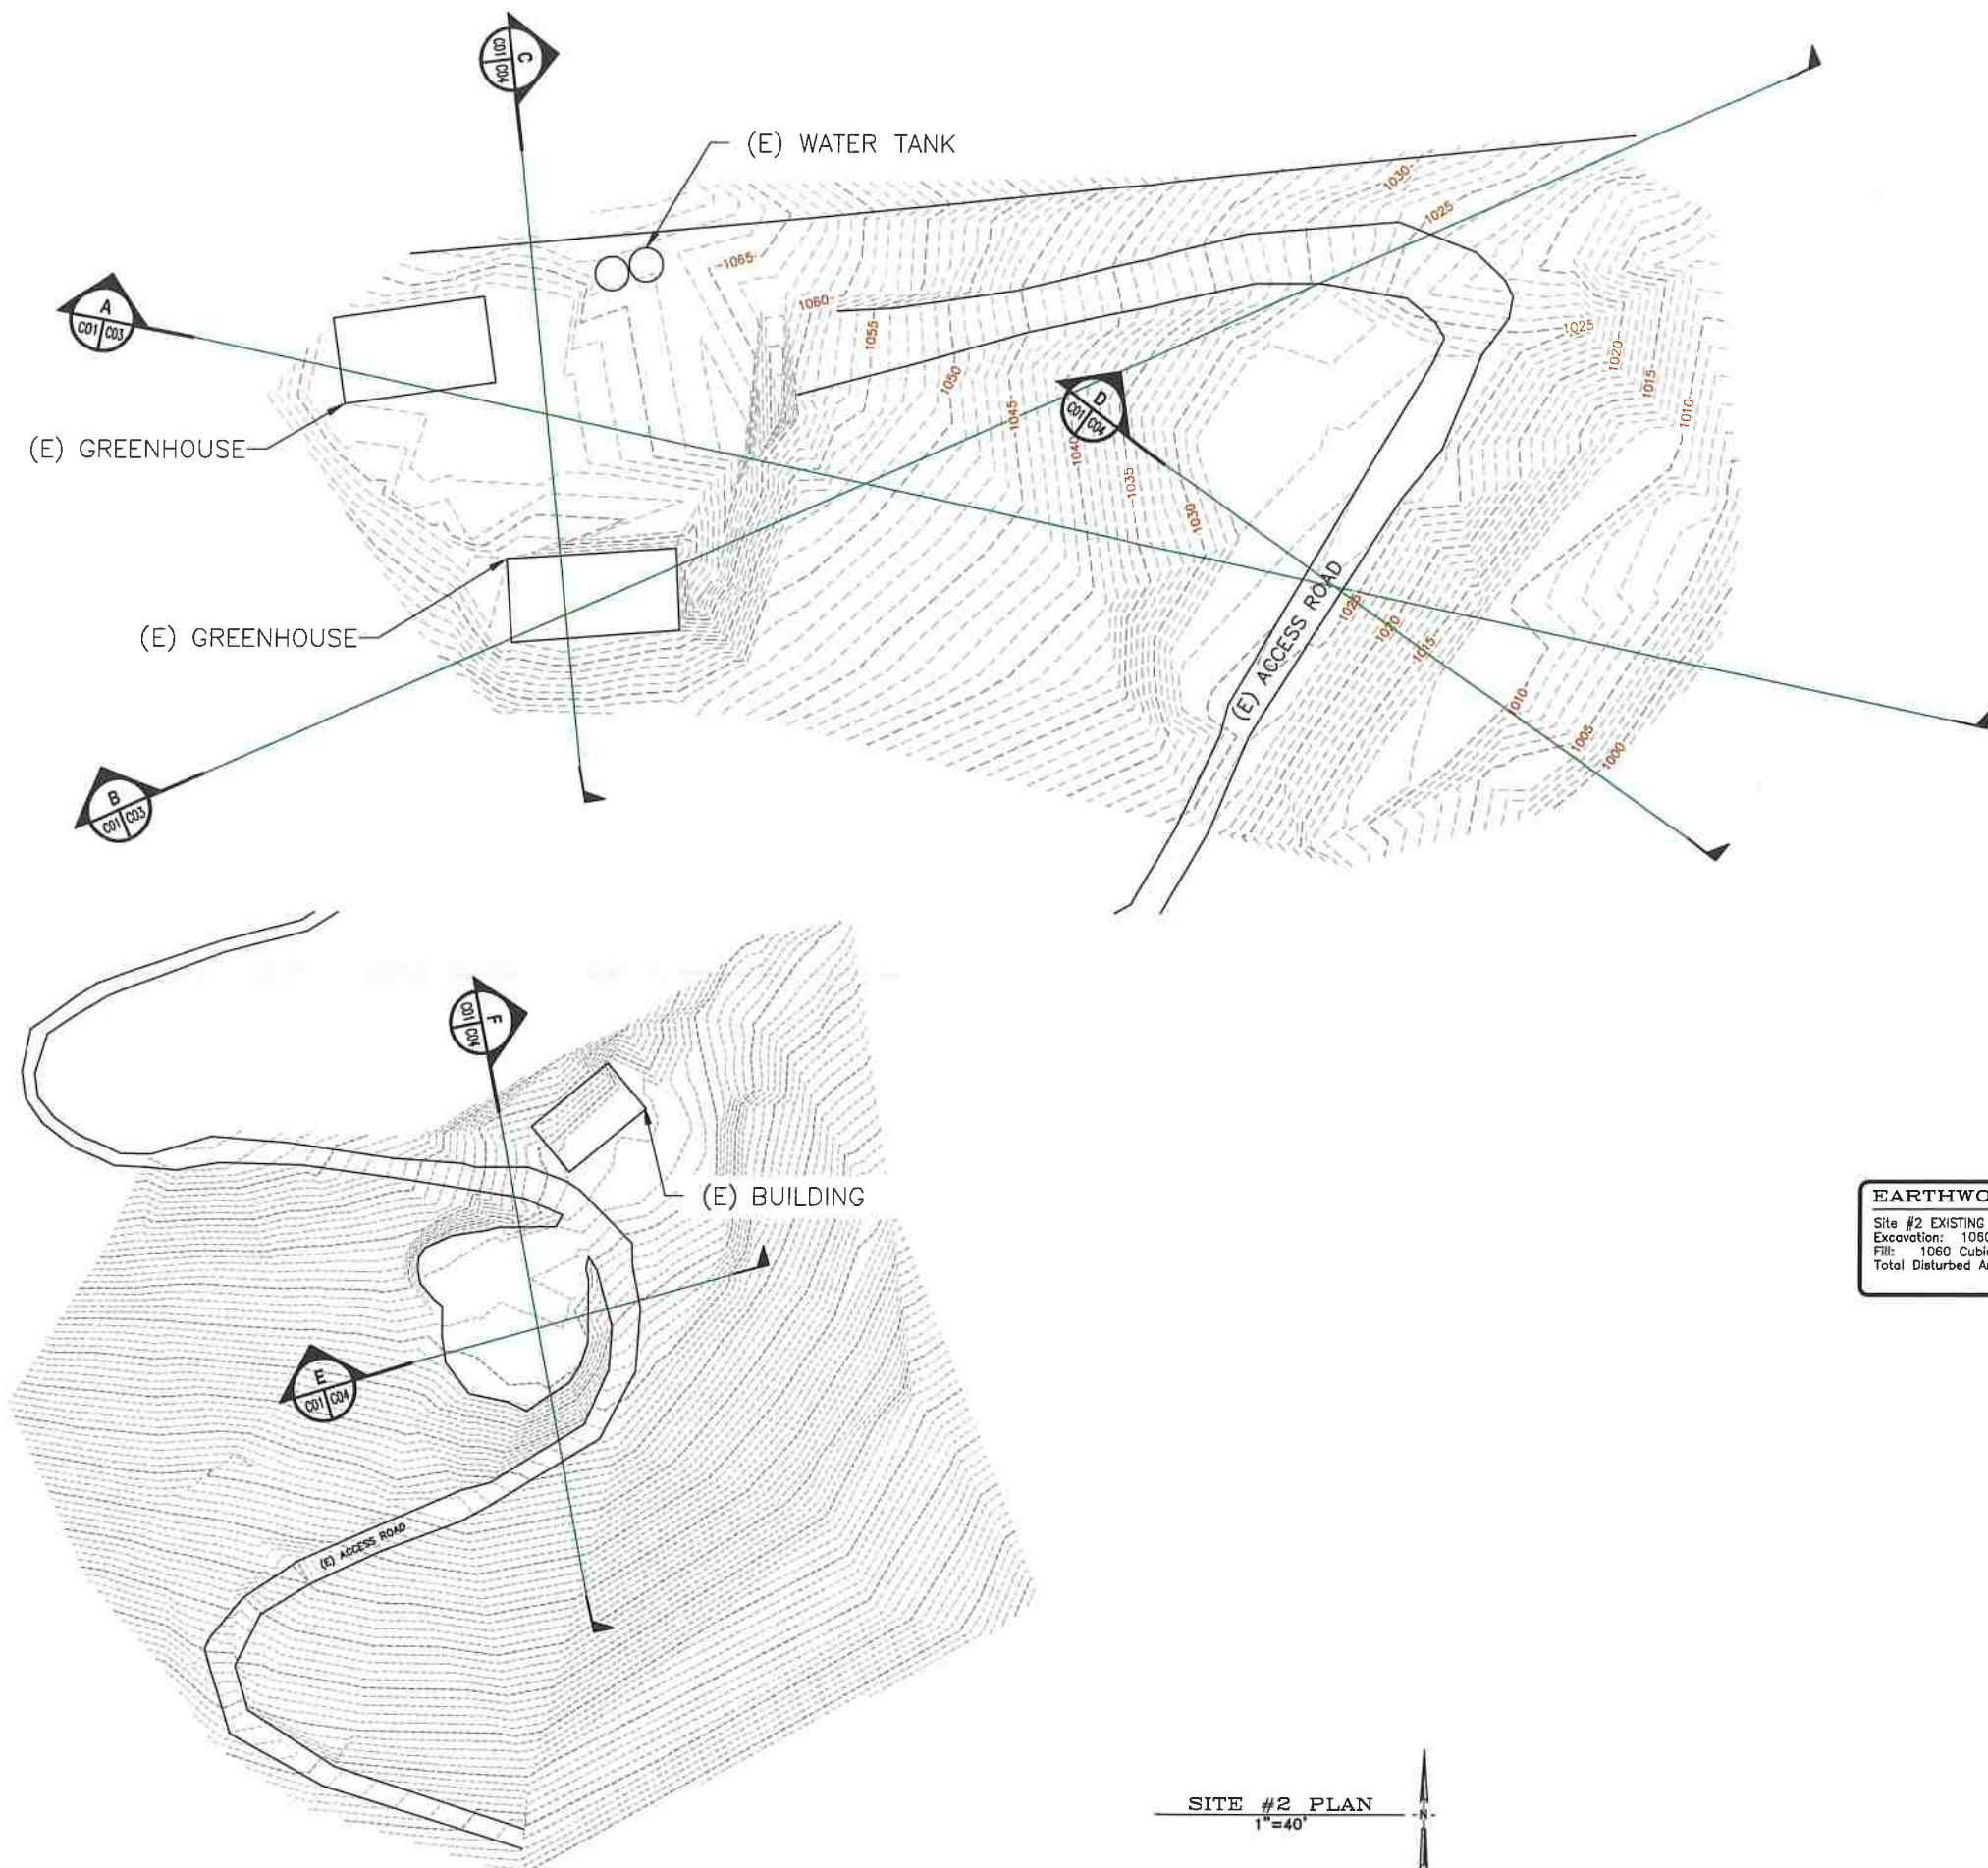 C
C01 C04
(E) WATER TANK
-1030-
-1025
-1065-
A
C01 C03
1060-
1055
-1025
1020
1015-
1050
-1045
1010-
D
C01 C04
(E) GREENHOUSE
1040
1035
1030
(E) GREENHOUSE
(E) ACCESS ROAD
-1025
1020
1015-
1010
1005
1000
B
C01 C03
F
C01 C04
(E) BUILDING
EARTHWO
Site #2 EXISTING
Excavation: 1060
Fill: 1060 Cubi
Total Disturbed A
E
C01 C04
(E) ACCESS ROAD
SITE #2 PLAN
1"=40'
-N-